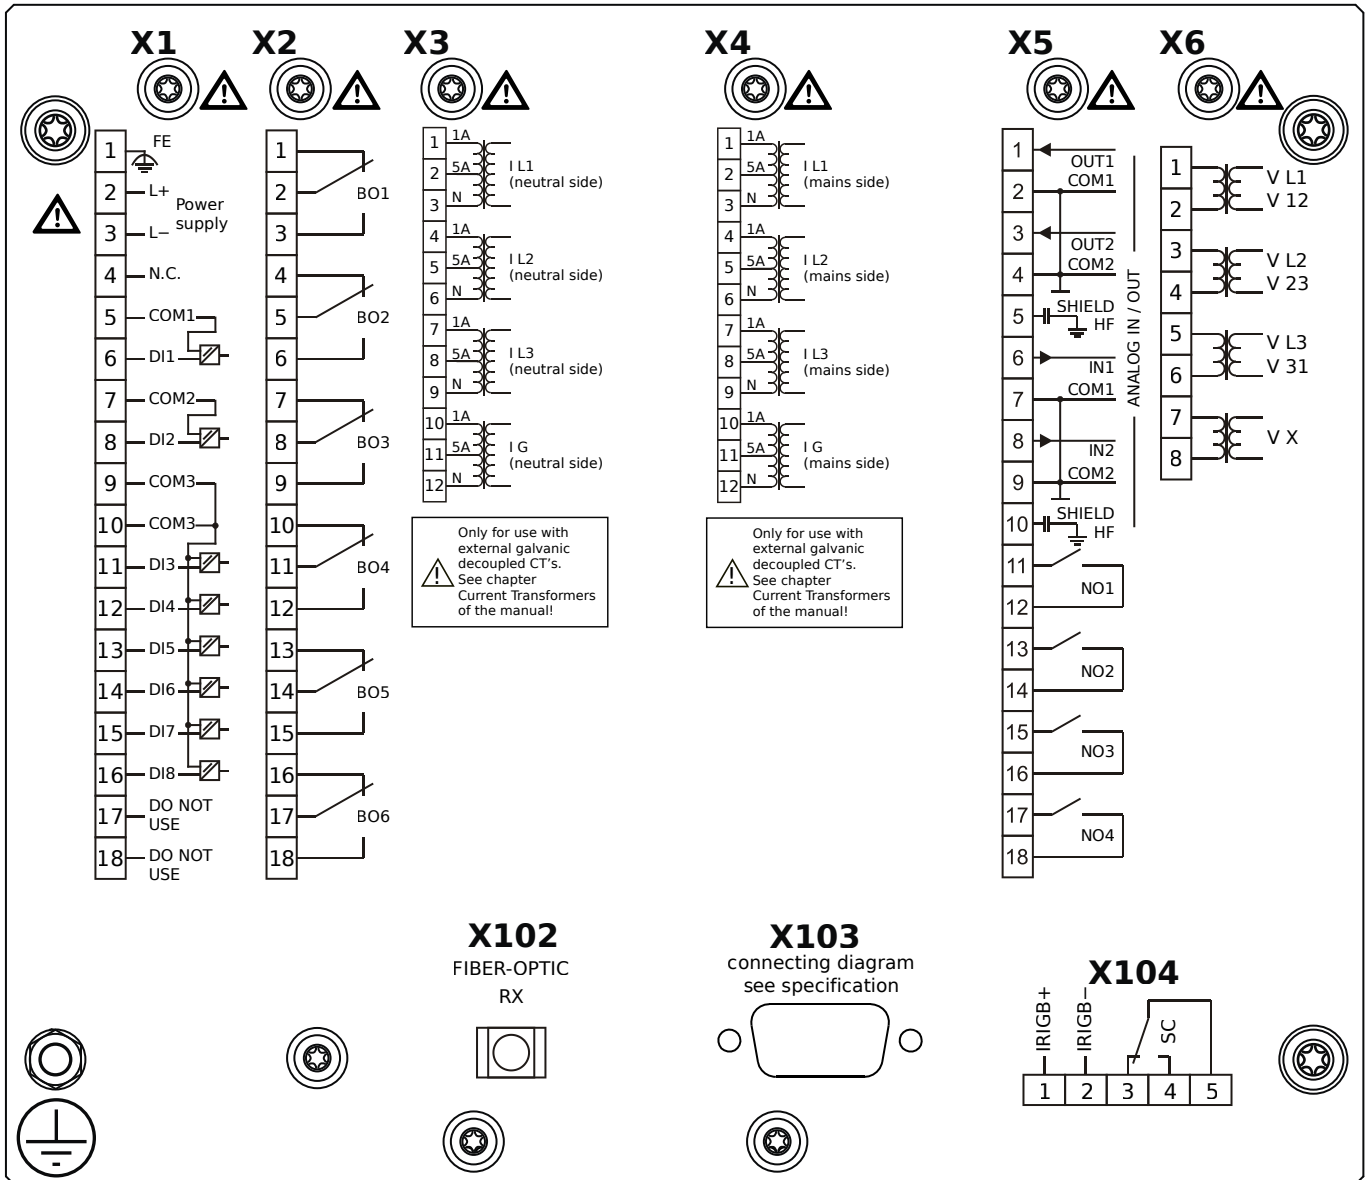 X1
X2
X3
X4
X5
X6
1
FE
2
L+
Power
supply
3
L−
4
N.C.
5
COM1
6
DI1
7
COM2
8
DI2
9
COM3
10
COM3
11
DI3
12
DI4
13
DI5
14
DI6
15
DI7
16
DI8
17
DO NOT
USE
18
DO NOT
USE
1
2
BO1
3
4
5
BO2
6
7
8
BO3
9
10
11
BO4
12
13
14
BO5
15
16
17
BO6
18
1
1A
2
5A
I L1
(neutral side)
3
N
4
1A
5
5A
I L2
(neutral side)
6
N
7
1A
8
5A
I L3
(neutral side)
9
N
10
1A
11
5A
I G
(neutral side)
12
N
Only for use with
external galvanic
decoupled CT’s.
See chapter
Current Transformers
of the manual!
1
1A
2
5A
I L1
(mains side)
3
N
4
1A
5
5A
I L2
(mains side)
6
N
7
1A
8
5A
I L3
(mains side)
9
N
10
1A
11
5A
I G
(mains side)
12
N
Only for use with
external galvanic
decoupled CT’s.
See chapter
Current Transformers
of the manual!
1
OUT1
2
COM1
3
OUT2
4
COM2
5
SHIELD
HF
6
IN1
7
COM1
8
IN2
9
COM2
10
SHIELD
HF
ANALOG IN / OUT
11
NO1
12
13
NO2
14
15
NO3
16
17
NO4
18
1
V L1
2
V 12
3
V L2
4
V 23
5
V L3
6
V 31
7
V X
8
X102
FIBER-OPTIC
RX
X103
connecting diagram
see specification
X104
IRIGB+
IRIGB−
SC
1 2 3 4 5